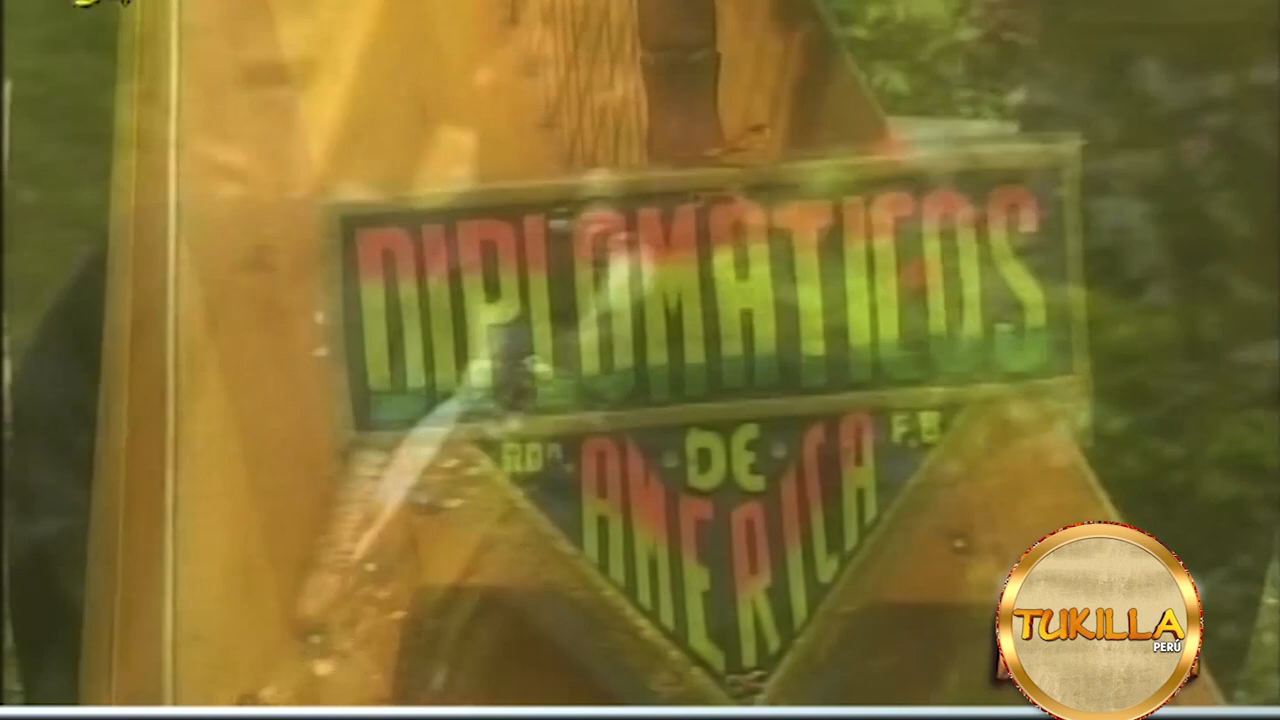 DIPLOMATICOS
DE
AMERICA
F.B
TUKILLA
PERÚ